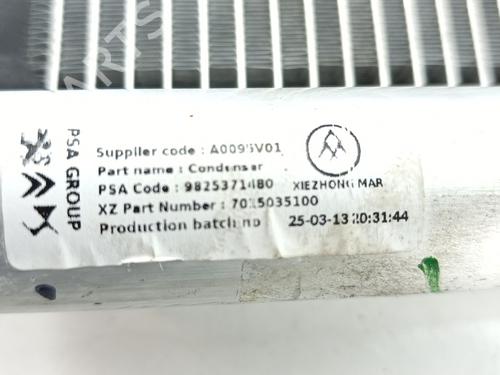 PSA GROUP
Supplier code : A0095V01
Part name : Condenser
PSA Code : 9825371480
XIEZHONG MAR
XZ Part Number : 7015035100
Production batch no
25-03-13 20:31:44